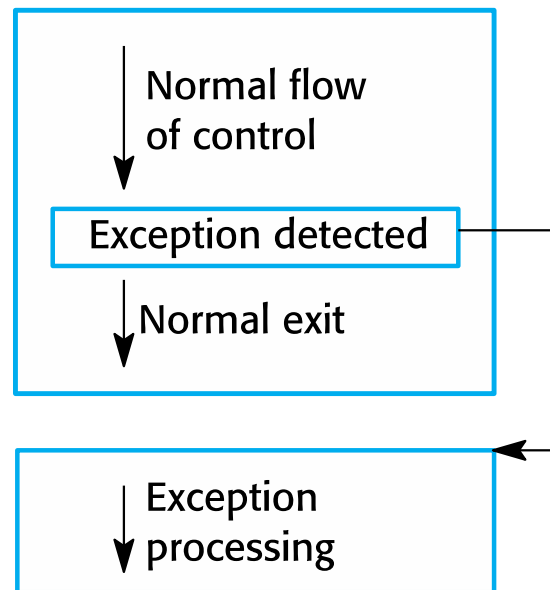 Normal flow
of control
Exception detected
Normal exit
Exception
processing